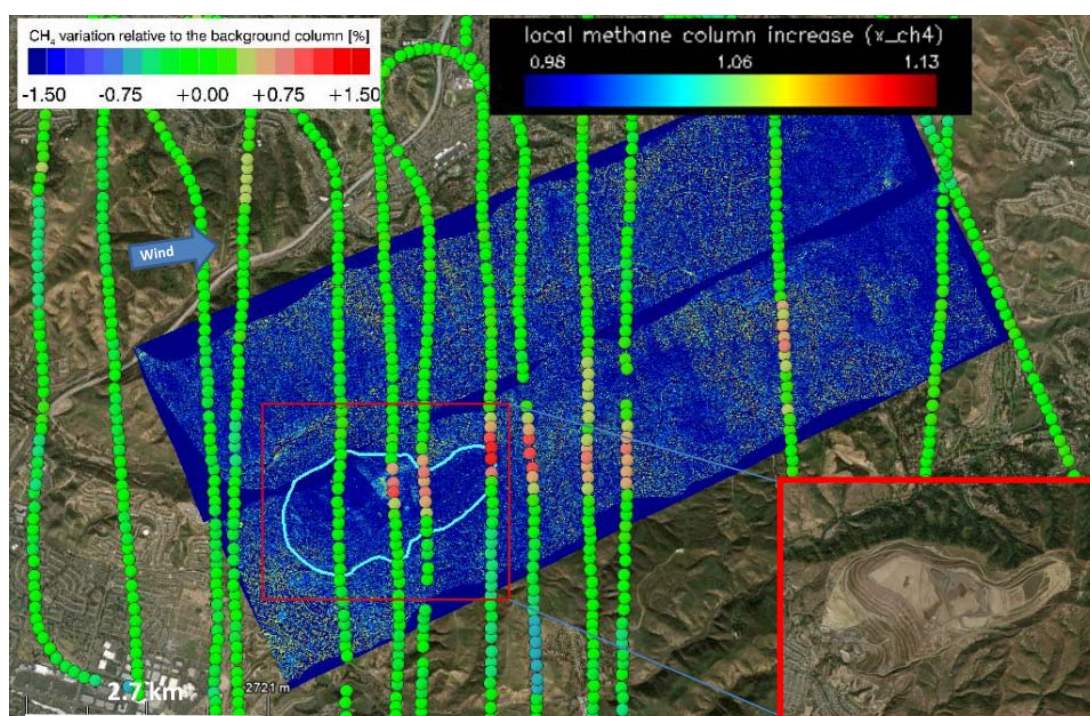 CH₄ variation relative to the background column [%]
-1.50 -0.75 +0.00 +0.75 +1.50
local methane column increase (x_ch4)
0.98 1.06 1.13
Wind
2.7 km
2721 m